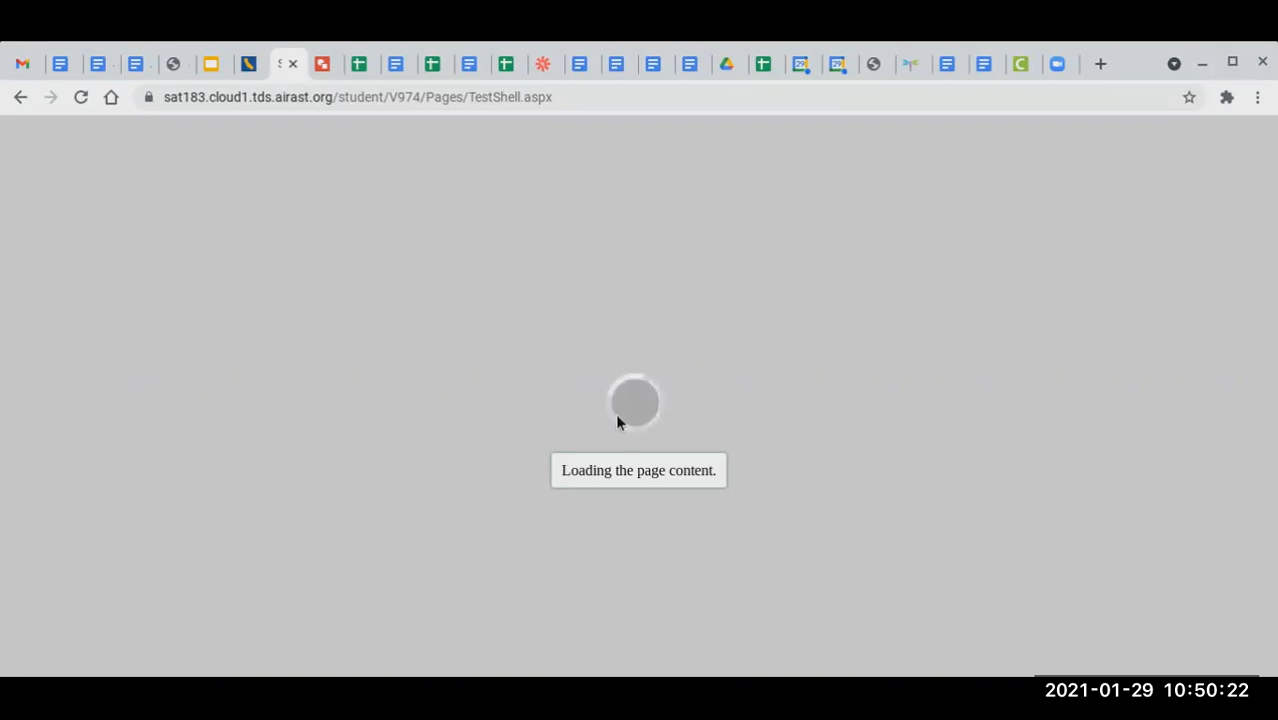 sat183.cloud1.tds.airast.org/student/V974/Pages/TestShell.aspx
Loading the page content.
2021-01-29 10:50:22